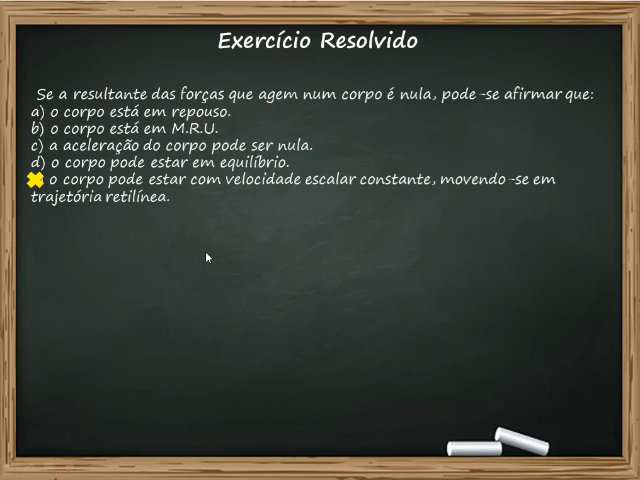 Exercício Resolvido
Se a resultante das forças que agem num corpo é nula, pode-se afirmar que:
a) o corpo está em repouso.
b) o corpo está em M.R.U.
c) a aceleração do corpo pode ser nula.
d) o corpo pode estar em equilíbrio.
o corpo pode estar com velocidade escalar constante, movendo-se em
trajetória retilínea.